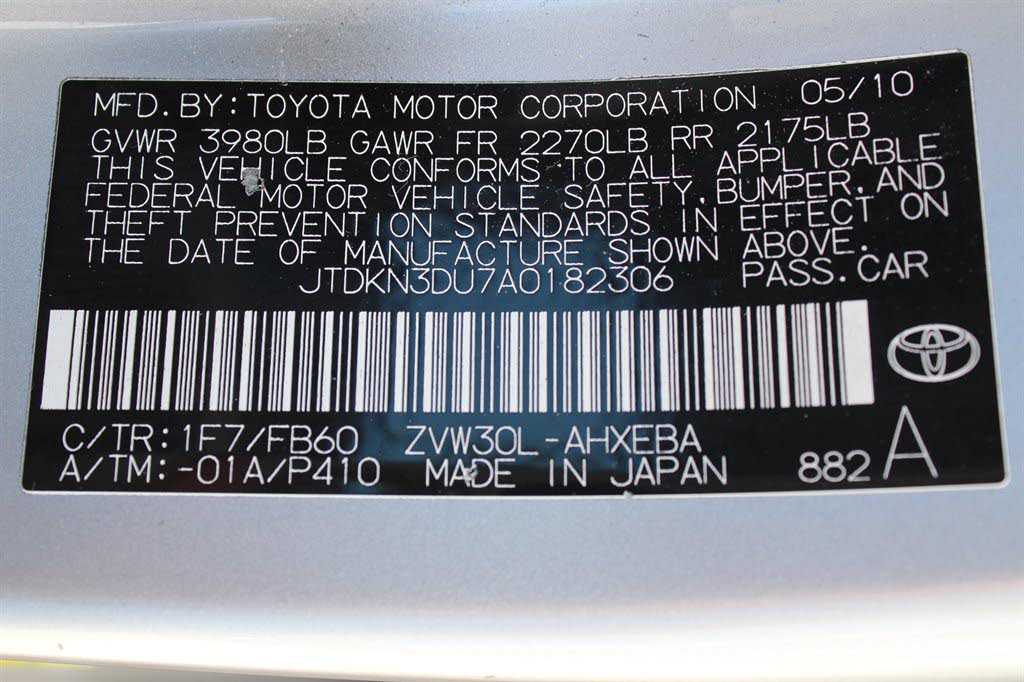 MFD. BY: TOYOTA MOTOR CORPORATION 05/10
GVWR 3980LB GAWR FR 2270LB RR 2175LB
THIS VEHICLE CONFORMS TO ALL APPLICABLE
FEDERAL MOTOR VEHICLE SAFETY, BUMPER, AND
THEFT PREVENTION STANDARDS IN EFFECT ON
THE DATE OF MANUFACTURE SHOWN ABOVE.
JTDKN3DU7A0182306 PASS. CAR
C/TR: 1F7/FB60 ZVW30L-AHXEBA
A/TM: -01A/P410 MADE IN JAPAN 882 A